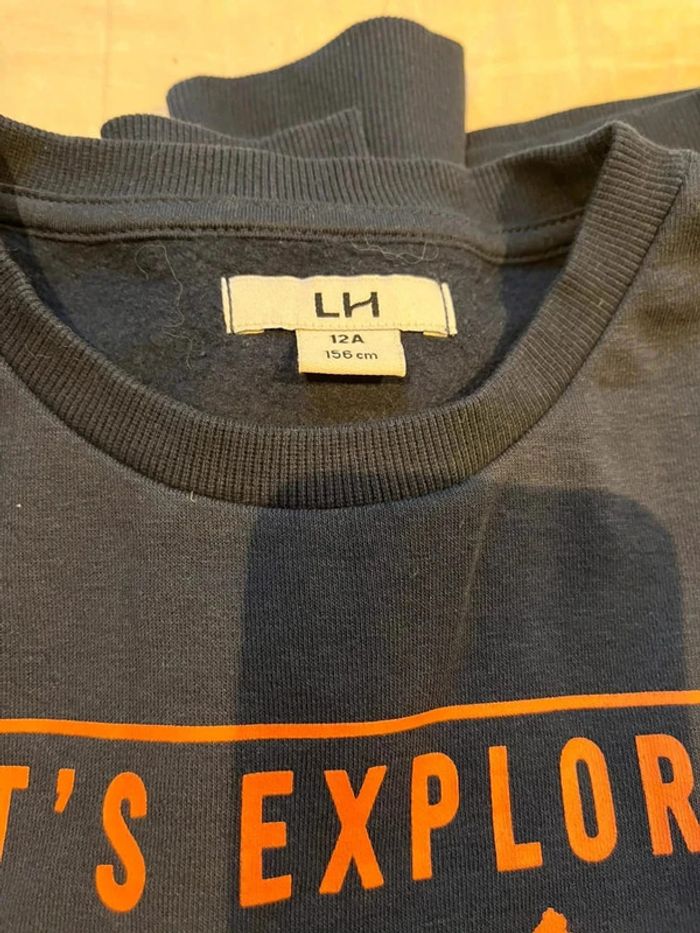 LH
12A
156 cm
T'S EXPLOR